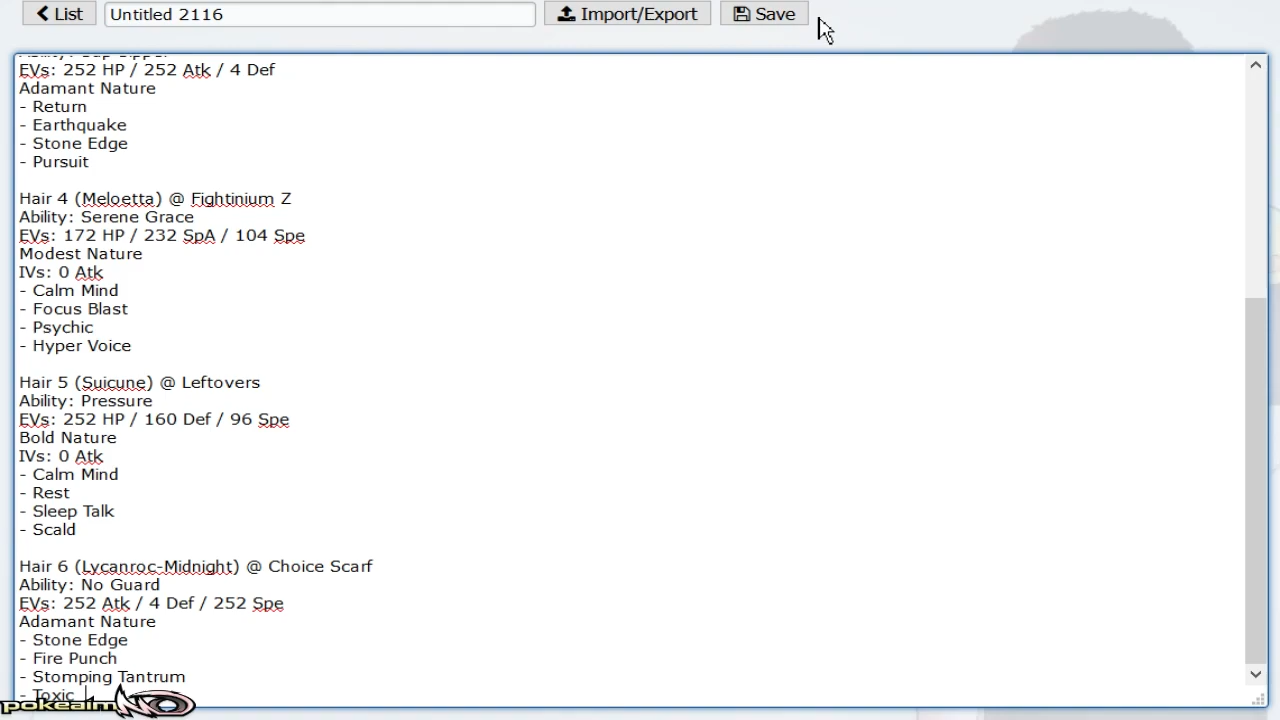 List
Untitled 2116
Import/Export
Save
EVs: 252 HP / 252 Atk / 4 Def
Adamant Nature
- Return
- Earthquake
- Stone Edge
- Pursuit
Hair 4 (Meloetta) @ Fightinium Z
Ability: Serene Grace
EVs: 172 HP / 232 SpA / 104 Spe
Modest Nature
IVs: 0 Atk
- Calm Mind
- Focus Blast
- Psychic
- Hyper Voice
Hair 5 (Suicune) @ Leftovers
Ability: Pressure
EVs: 252 HP / 160 Def / 96 Spe
Bold Nature
IVs: 0 Atk
- Calm Mind
- Rest
- Sleep Talk
- Scald
Hair 6 (Lycanroc-Midnight) @ Choice Scarf
Ability: No Guard
EVs: 252 Atk / 4 Def / 252 Spe
Adamant Nature
- Stone Edge
- Fire Punch
- Stomping Tantrum
- Toxic
pokeaim